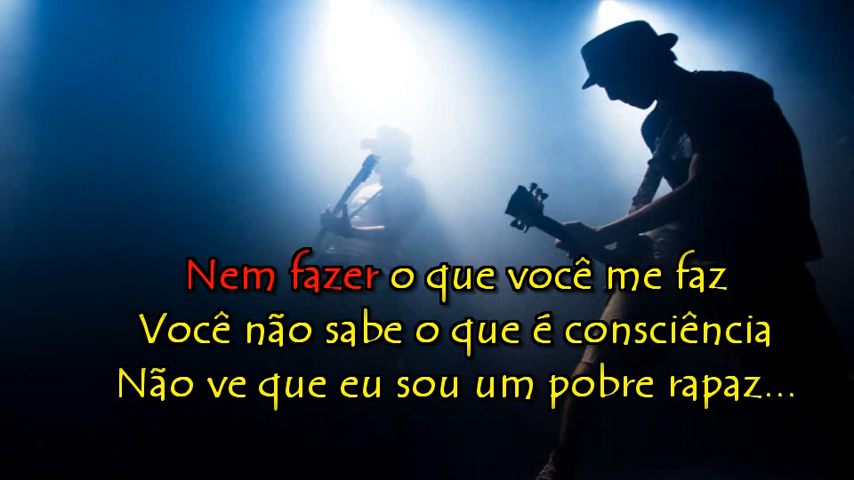 Nem fazer o que você me faz
Você não sabe o que é consciência
Não ve que eu sou um pobre rapaz...